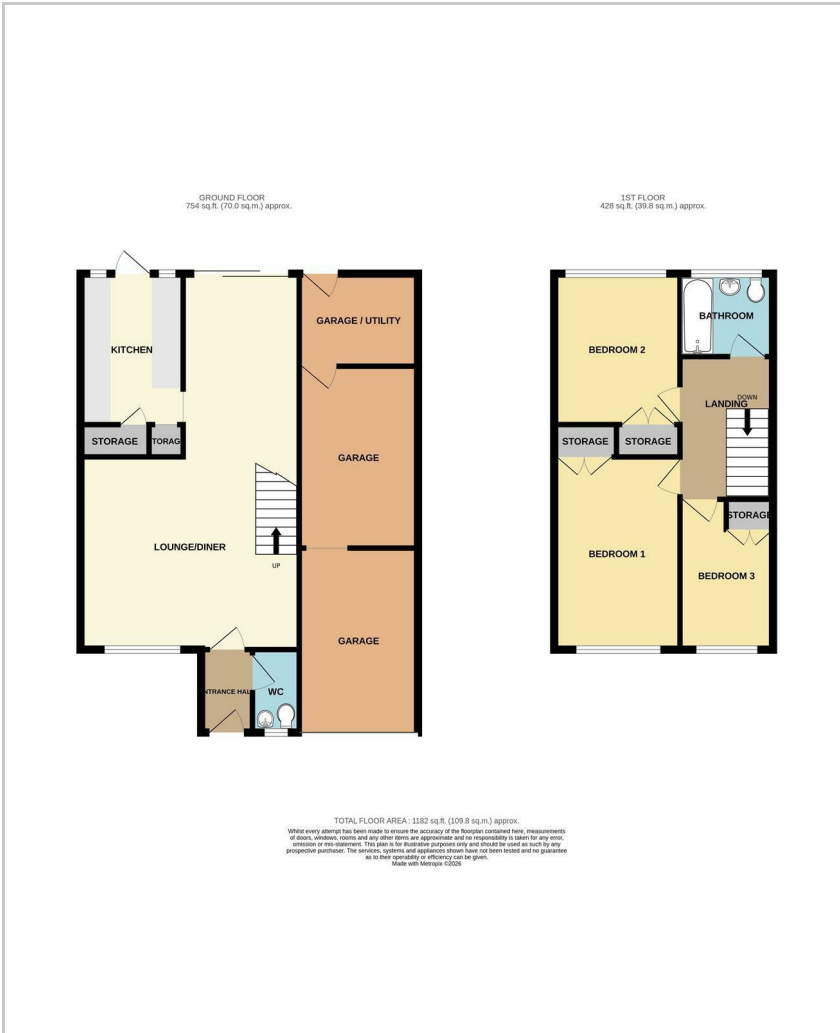 GROUND FLOOR
754 sq.ft. (70.0 sq.m.) approx.
GARAGE / UTILITY
KITCHEN
STORAGE
TORAG
GARAGE
LOUNGE/DINER
UP
GARAGE
NTRANCE HAL
WC
1ST FLOOR
428 sq.ft. (39.8 sq.m.) approx.
BATHROOM
BEDROOM 2
DOWN
LANDING
STORAGE
STORAGE
STORAGE
BEDROOM 1
BEDROOM 3
TOTAL FLOOR AREA : 1182 sq.ft. (109.8 sq.m.) approx.
Whilst every attempt has been made to ensure the accuracy of the floorplan contained here, measurements
of doors, windows, rooms and any other items are approximate and no responsibility is taken for any error,
omission or mis-statement. This plan is for illustrative purposes only and should be used as such by any
prospective purchaser. The services, systems and appliances shown have not been tested and no guarantee
as to their operability or efficiency can be given.
Made with Metropix ©2026